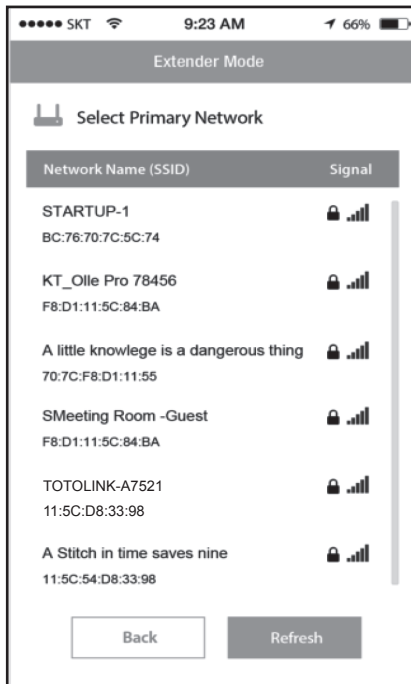 SKT 9:23 AM 66%
Extender Mode
Select Primary Network
Network Name (SSID) Signal
STARTUP-1
BC:76:70:7C:5C:74
KT_Olle Pro 78456
F8:D1:11:5C:84:BA
A little knowlege is a dangerous thing
70:7C:F8:D1:11:55
SMeeting Room -Guest
F8:D1:11:5C:84:BA
TOTOLINK-A7521
11:5C:D8:33:98
A Stitch in time saves nine
11:5C:54:D8:33:98
Back Refresh